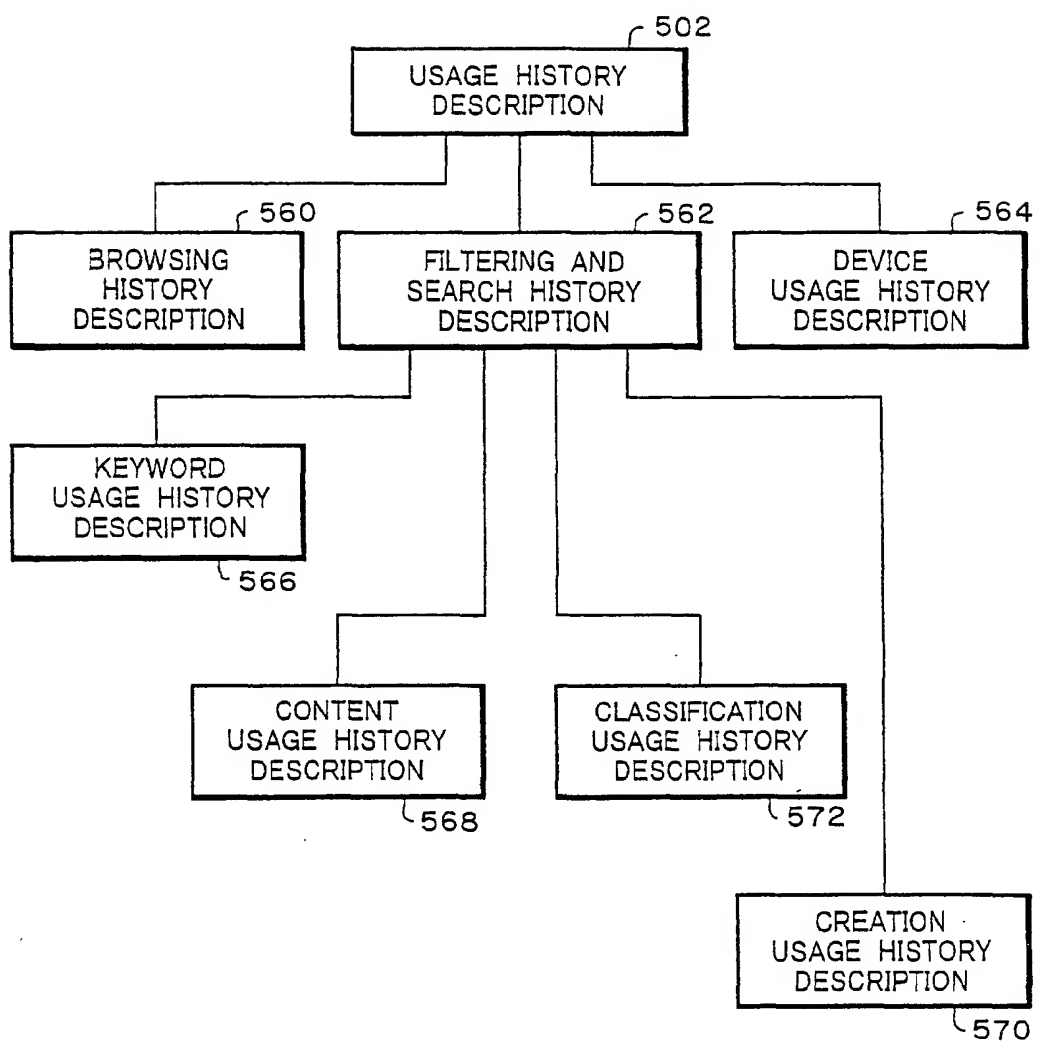 502
USAGE HISTORY
DESCRIPTION
560
BROWSING
HISTORY
DESCRIPTION
562
FILTERING AND
SEARCH HISTORY
DESCRIPTION
564
DEVICE
USAGE HISTORY
DESCRIPTION
KEYWORD
USAGE HISTORY
DESCRIPTION
566
CONTENT
USAGE HISTORY
DESCRIPTION
568
CLASSIFICATION
USAGE HISTORY
DESCRIPTION
572
CREATION
USAGE HISTORY
DESCRIPTION
570